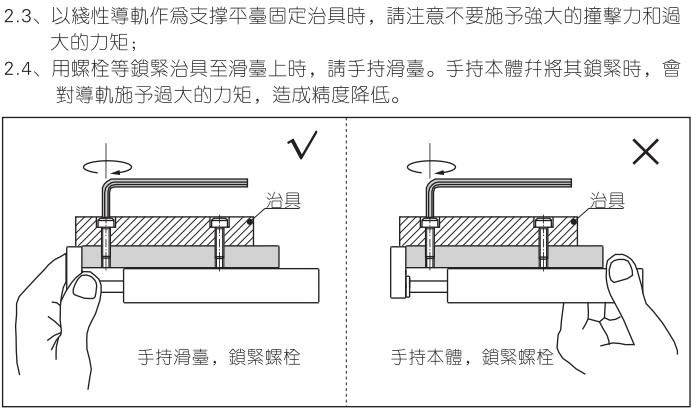 2.3、以綫性導軌作爲支撑平臺固定治具時，請注意不要施予強大的撞擊力和過
大的力矩；
2.4、用螺栓等鎖緊治具至滑臺上時，請手持滑臺。手持本體幷將其鎖緊時，會
對導軌施予過大的力矩，造成精度降低。
治具
治具
手持滑臺，鎖緊螺栓
手持本體，鎖緊螺栓